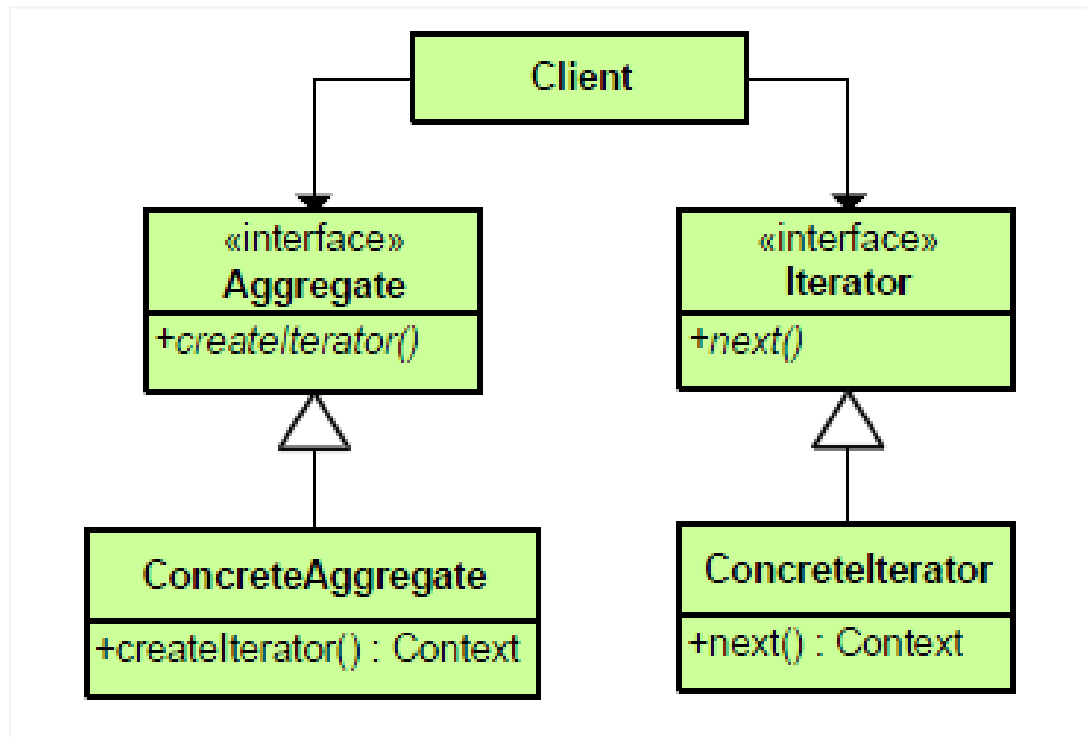 Client
«interface»
Aggregate
+createIterator()
«interface»
Iterator
+next()
ConcreteAggregate
+createIterator() : Context
ConcreteIterator
+next() : Context